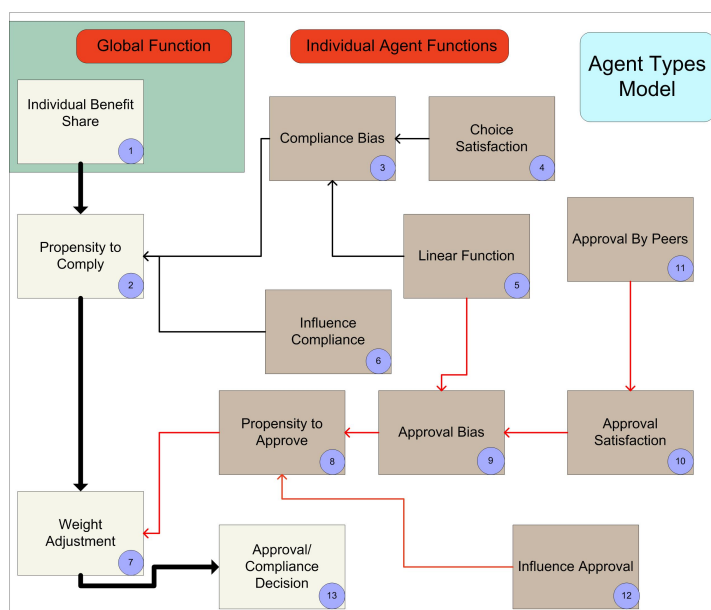 Global Function
Individual Agent Functions
Agent Types
Model
Individual Benefit
Share
1
Compliance Bias
3
Choice
Satisfaction
4
Propensity to
Comply
2
Linear Function
5
Approval By Peers
11
Influence
Compliance
6
Propensity to
Approve
8
Approval Bias
9
Approval
Satisfaction
10
Weight
Adjustment
7
Approval/
Compliance
Decision
13
Influence Approval
12